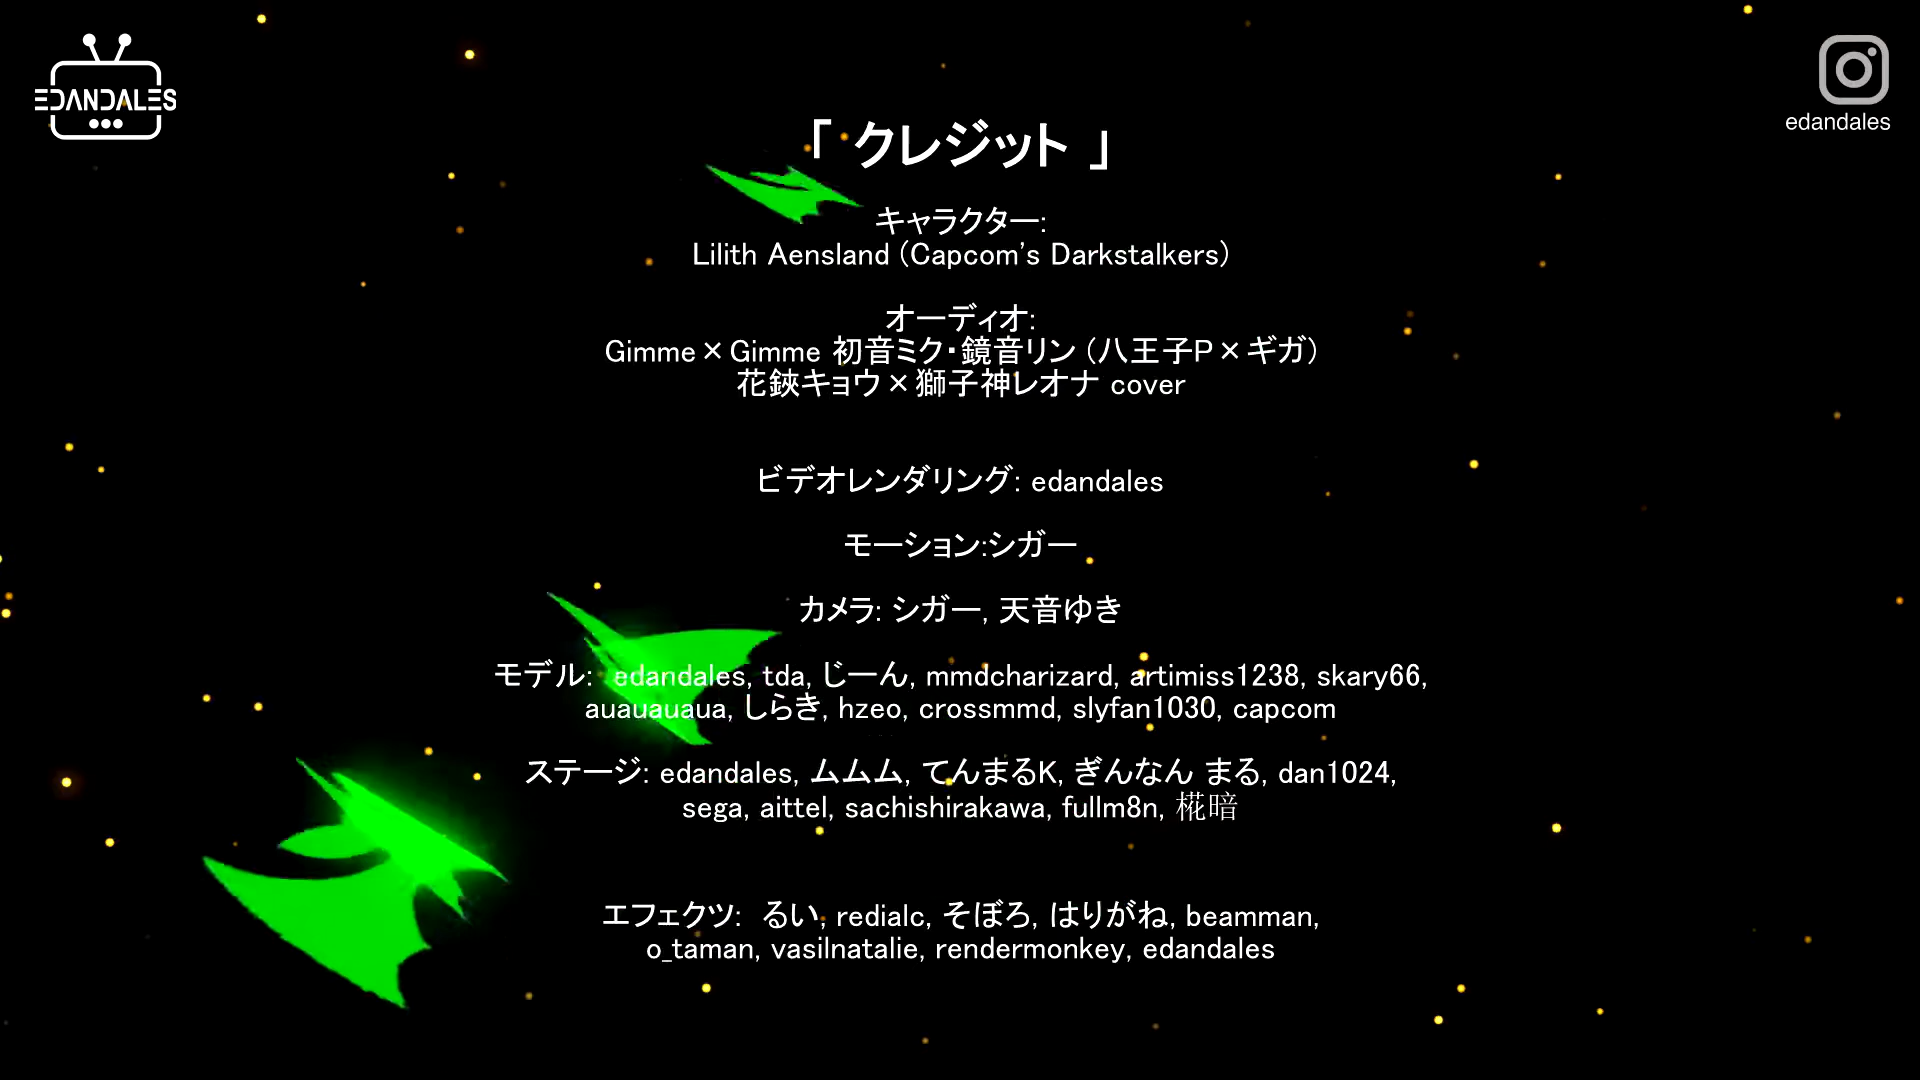 EDANDALES
edandales
「 クレジット 」
キャラクター:
Lilith Aensland (Capcom's Darkstalkers)
オーディオ:
Gimme×Gimme 初音ミク・鏡音リン (八王子P×ギガ)
花鋏キョウ×獅子神レオナ cover
ビデオレンダリング: edandales
モーション:シガー
カメラ: シガー, 天音ゆき
モデル: edandales, tda, じーん, mmdcharizard, artimiss1238, skary66,
auauauaua, しらき, hzeo, crossmmd, slyfan1030, capcom
ステージ: edandales, ムムム, てんまるK, ぎんなん まる, dan1024,
sega, aittel, sachishirakawa, fullm8n, 椛暗
エフェクツ: るい, redialc, そぼろ, はりがね, beamman,
o_taman, vasilnatalie, rendermonkey, edandales